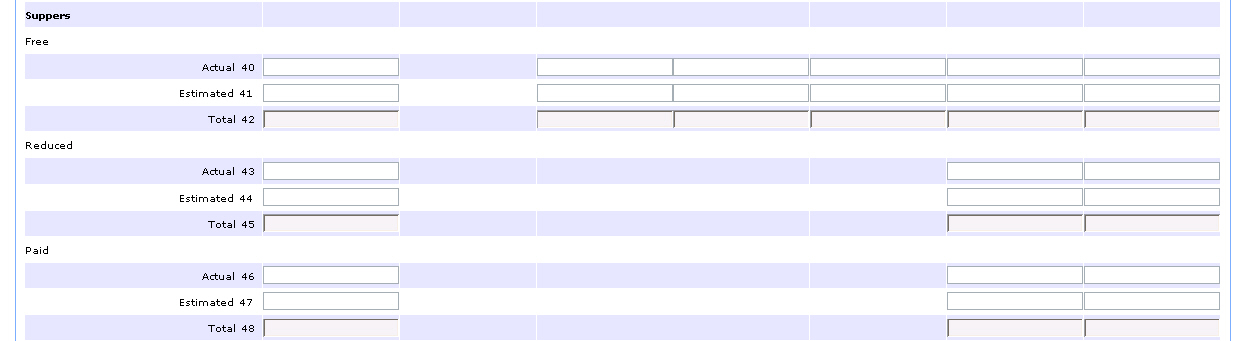 Suppers
Free
Actual 40
Estimated 41
Total 42
Reduced
Actual 43
Estimated 44
Total 45
Paid
Actual 46
Estimated 47
Total 48